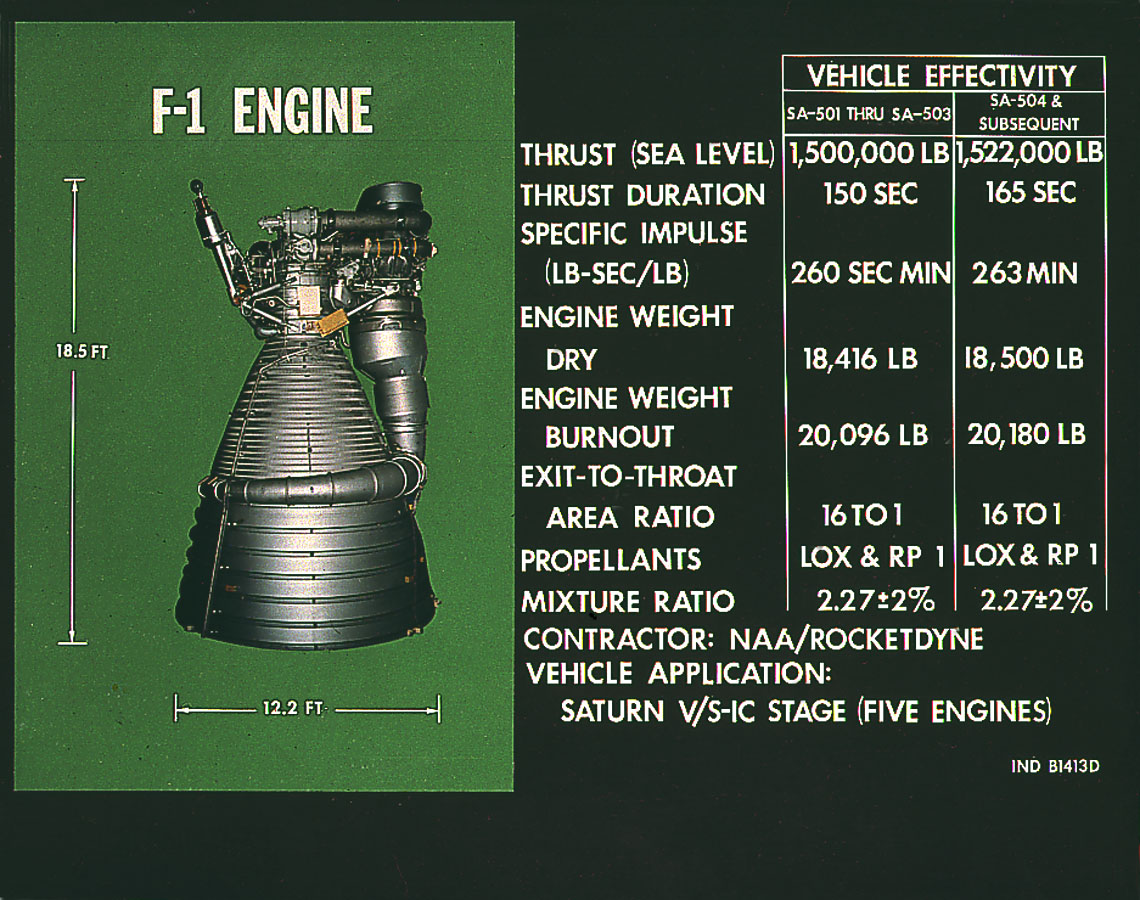 F-1 ENGINE
18.5 FT.
12.2 FT.
VEHICLE EFFECTIVITY
SA-501 THRU SA-503 SA-504 &
SUBSEQUENT
THRUST (SEA LEVEL) 1,500,000 LB 1,522,000 LB
THRUST DURATION 150 SEC 165 SEC
SPECIFIC IMPULSE
(LB-SEC/LB) 260 SEC MIN 263 MIN
ENGINE WEIGHT
DRY 18,416 LB 18,500 LB
ENGINE WEIGHT
BURNOUT 20,096 LB 20,180 LB
EXIT-TO-THROAT
AREA RATIO 16 TO 1 16 TO 1
PROPELLANTS LOX & RP 1 LOX & RP 1
MIXTURE RATIO 2.27±2% 2.27±2%
CONTRACTOR: NAA/ROCKETDYNE
VEHICLE APPLICATION:
SATURN V/S-IC STAGE (FIVE ENGINES)
IND B1413D